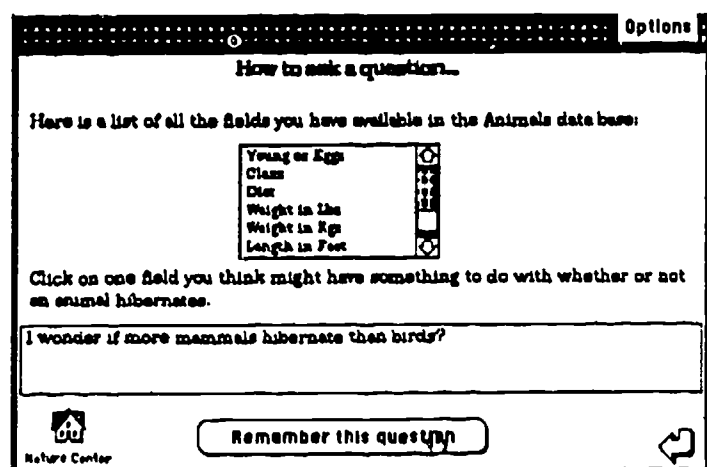 Options
How to ask a question...
Here is a list of all the fields you have available in the Animals data base:
Young or Eggs
Class
Diet
Weight in Lbs
Weight in Kgs
Length in Feet
Click on one field you think might have something to do with whether or not
an animal hibernates.
I wonder if more mammals hibernate than birds?
Remember this question
Nature Center